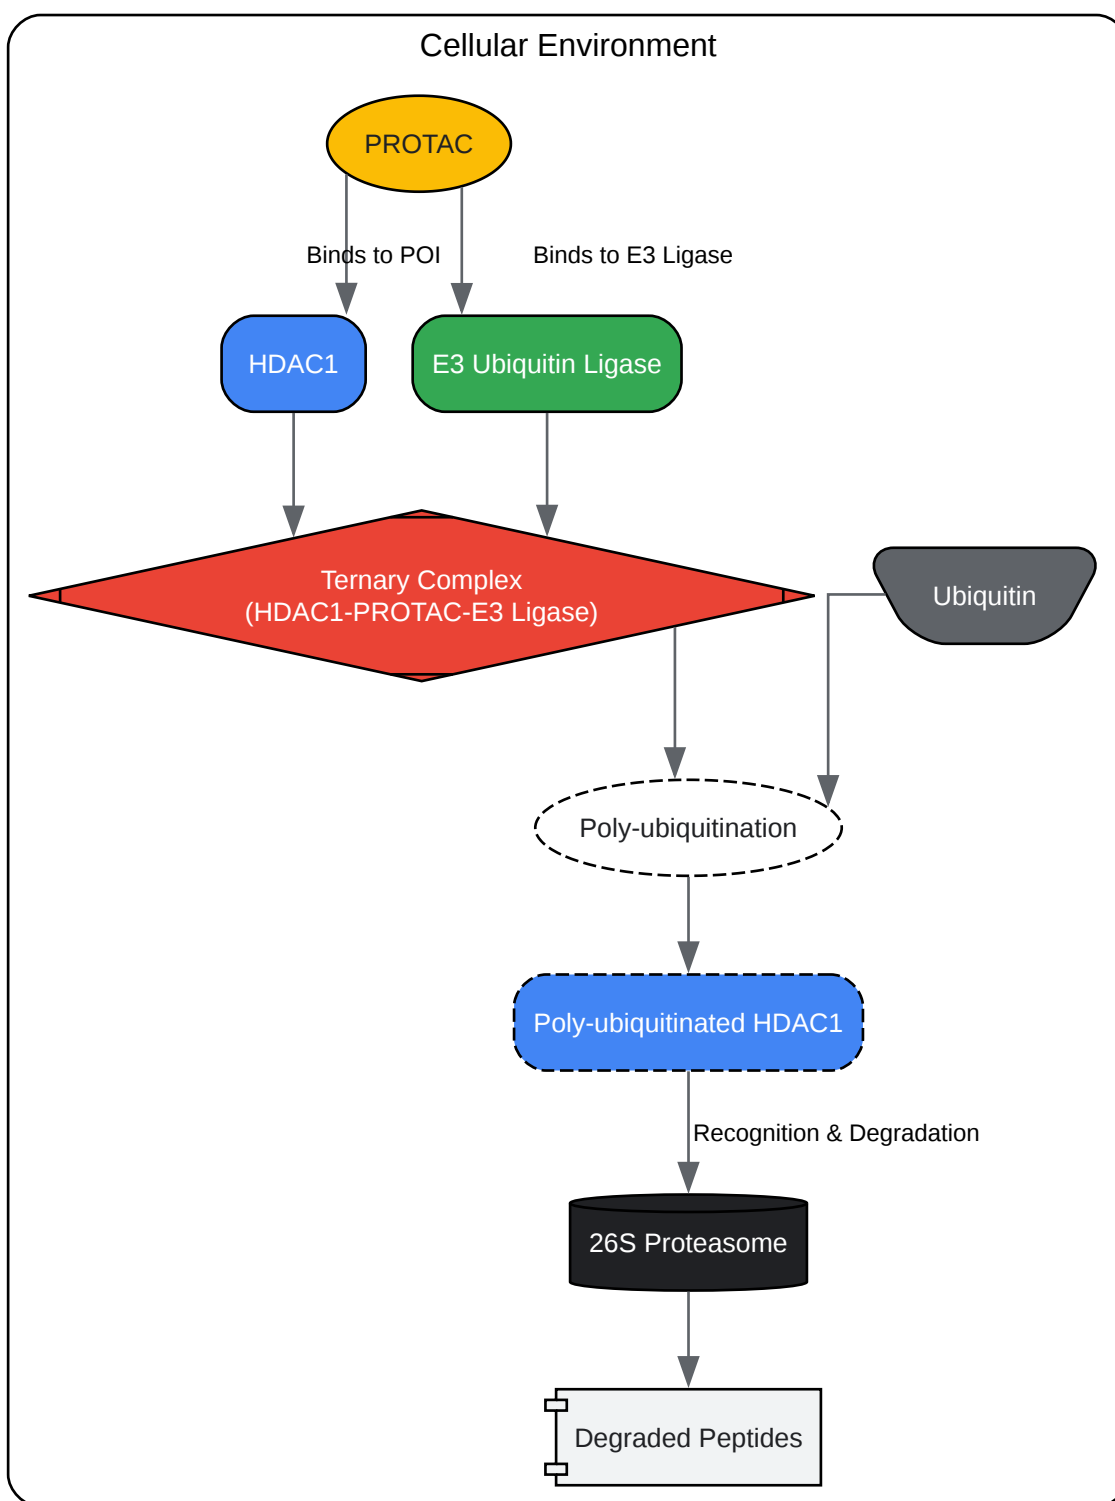 Cellular Environment
PROTAC
Binds to POI
Binds to E3 Ligase
HDAC1
E3 Ubiquitin Ligase
Ternary Complex
(HDAC1-PROTAC-E3 Ligase)
Ubiquitin
Poly-ubiquitination
Poly-ubiquitinated HDAC1
Recognition & Degradation
26S Proteasome
Degraded Peptides